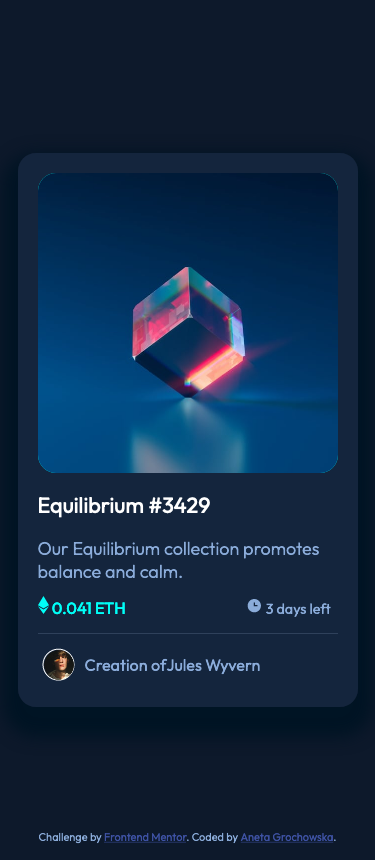 Equilibrium #3429
Our Equilibrium collection promotes
balance and calm.
0.041 ETH 3 days left
Creation ofJules Wyvern
Challenge by Frontend Mentor. Coded by Aneta Grochowska.